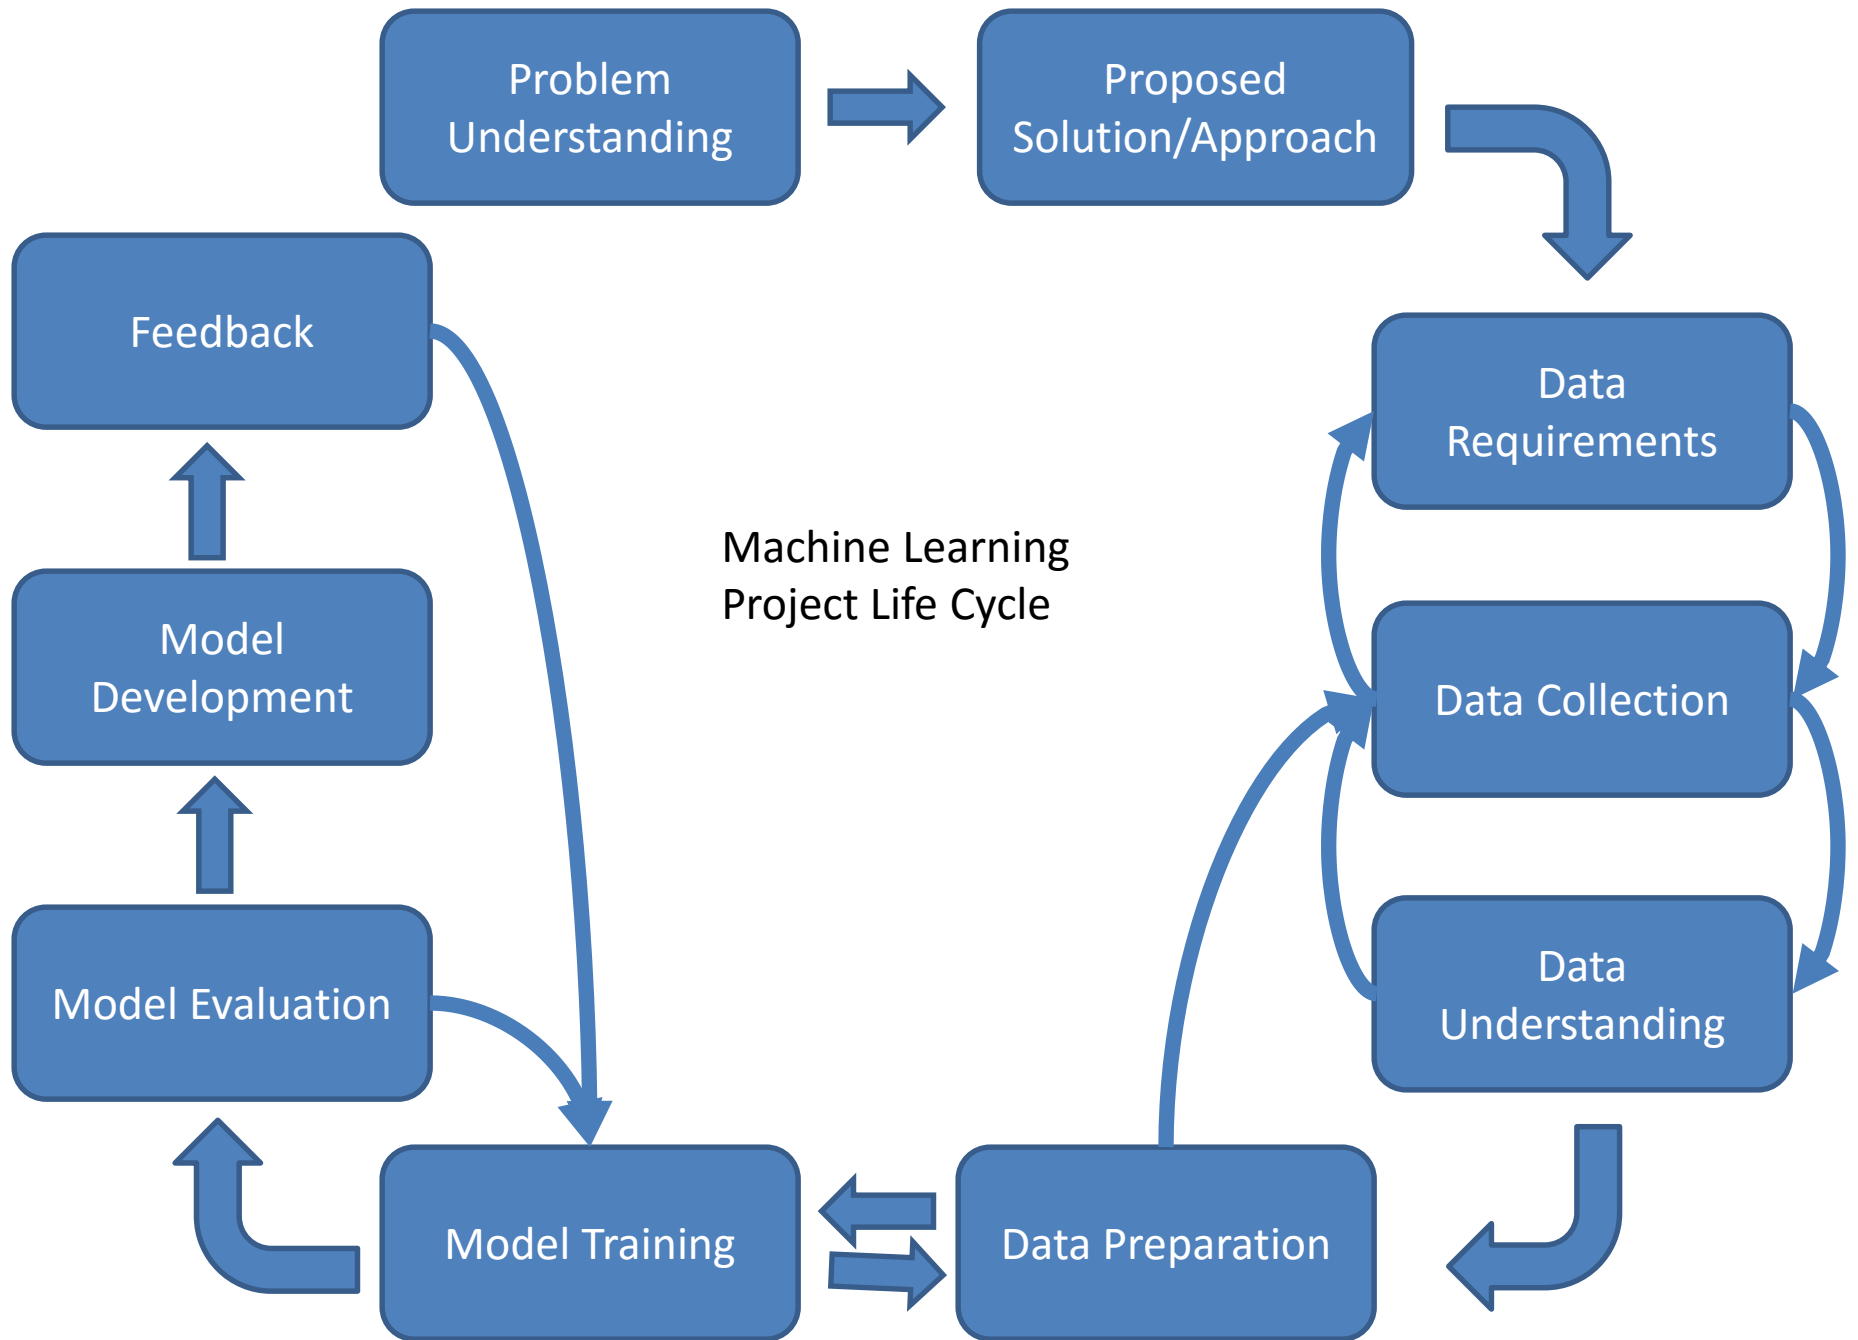 Problem
Understanding
Proposed
Solution/Approach
Data
Requirements
Data Collection
Data
Understanding
Data Preparation
Model Training
Model Evaluation
Model
Development
Feedback
Machine Learning
Project Life Cycle